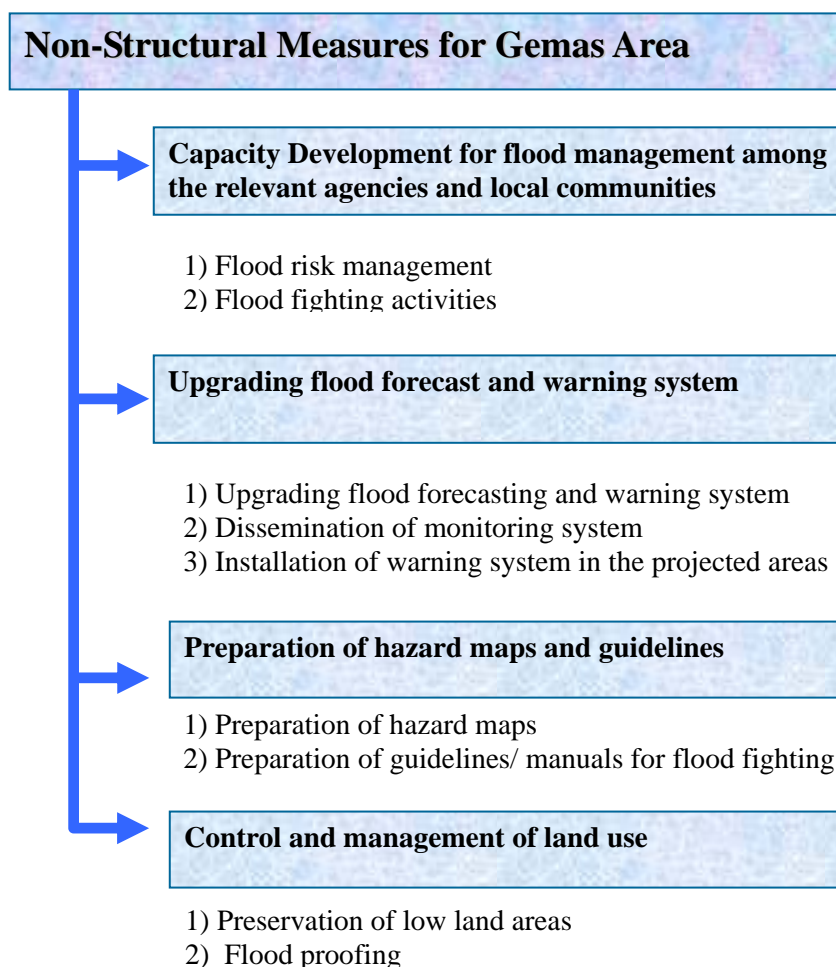 Non-Structural Measures for Gemas Area
Capacity Development for flood management among
the relevant agencies and local communities
1) Flood risk management
2) Flood fighting activities
Upgrading flood forecast and warning system
1) Upgrading flood forecasting and warning system
2) Dissemination of monitoring system
3) Installation of warning system in the projected areas
Preparation of hazard maps and guidelines
1) Preparation of hazard maps
2) Preparation of guidelines/ manuals for flood fighting
Control and management of land use
1) Preservation of low land areas
2) Flood proofing